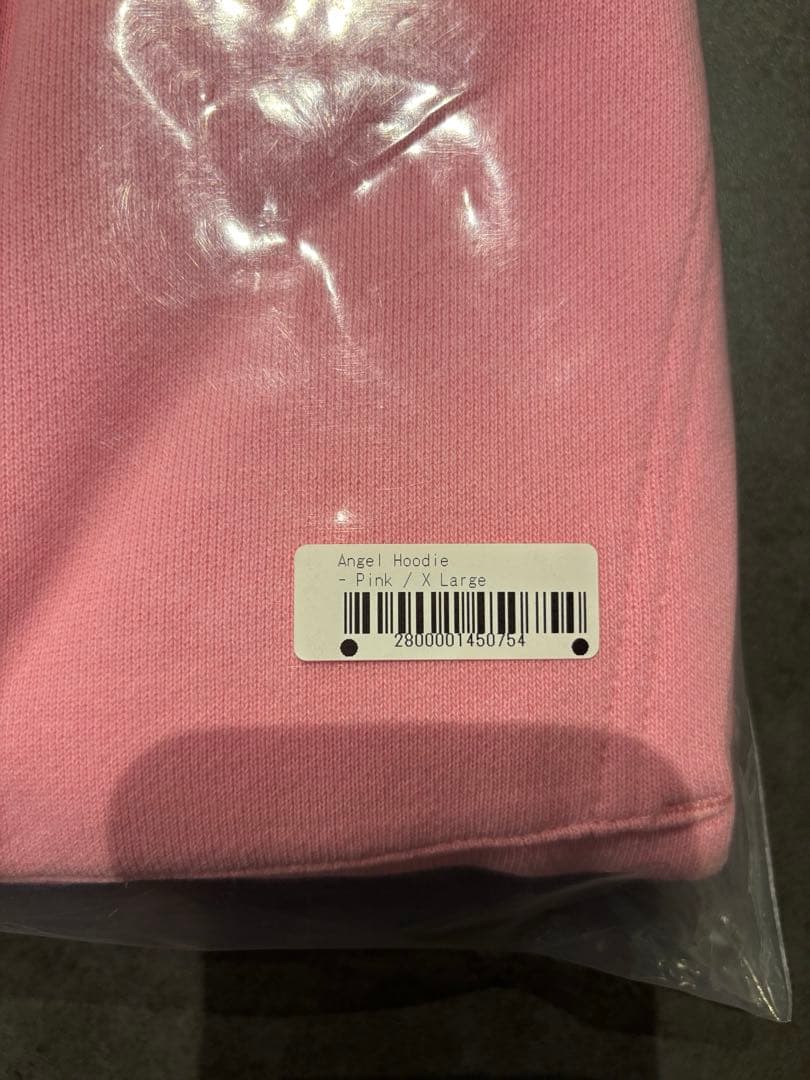 Angel Hoodie
- Pink / X Large
2800001450754